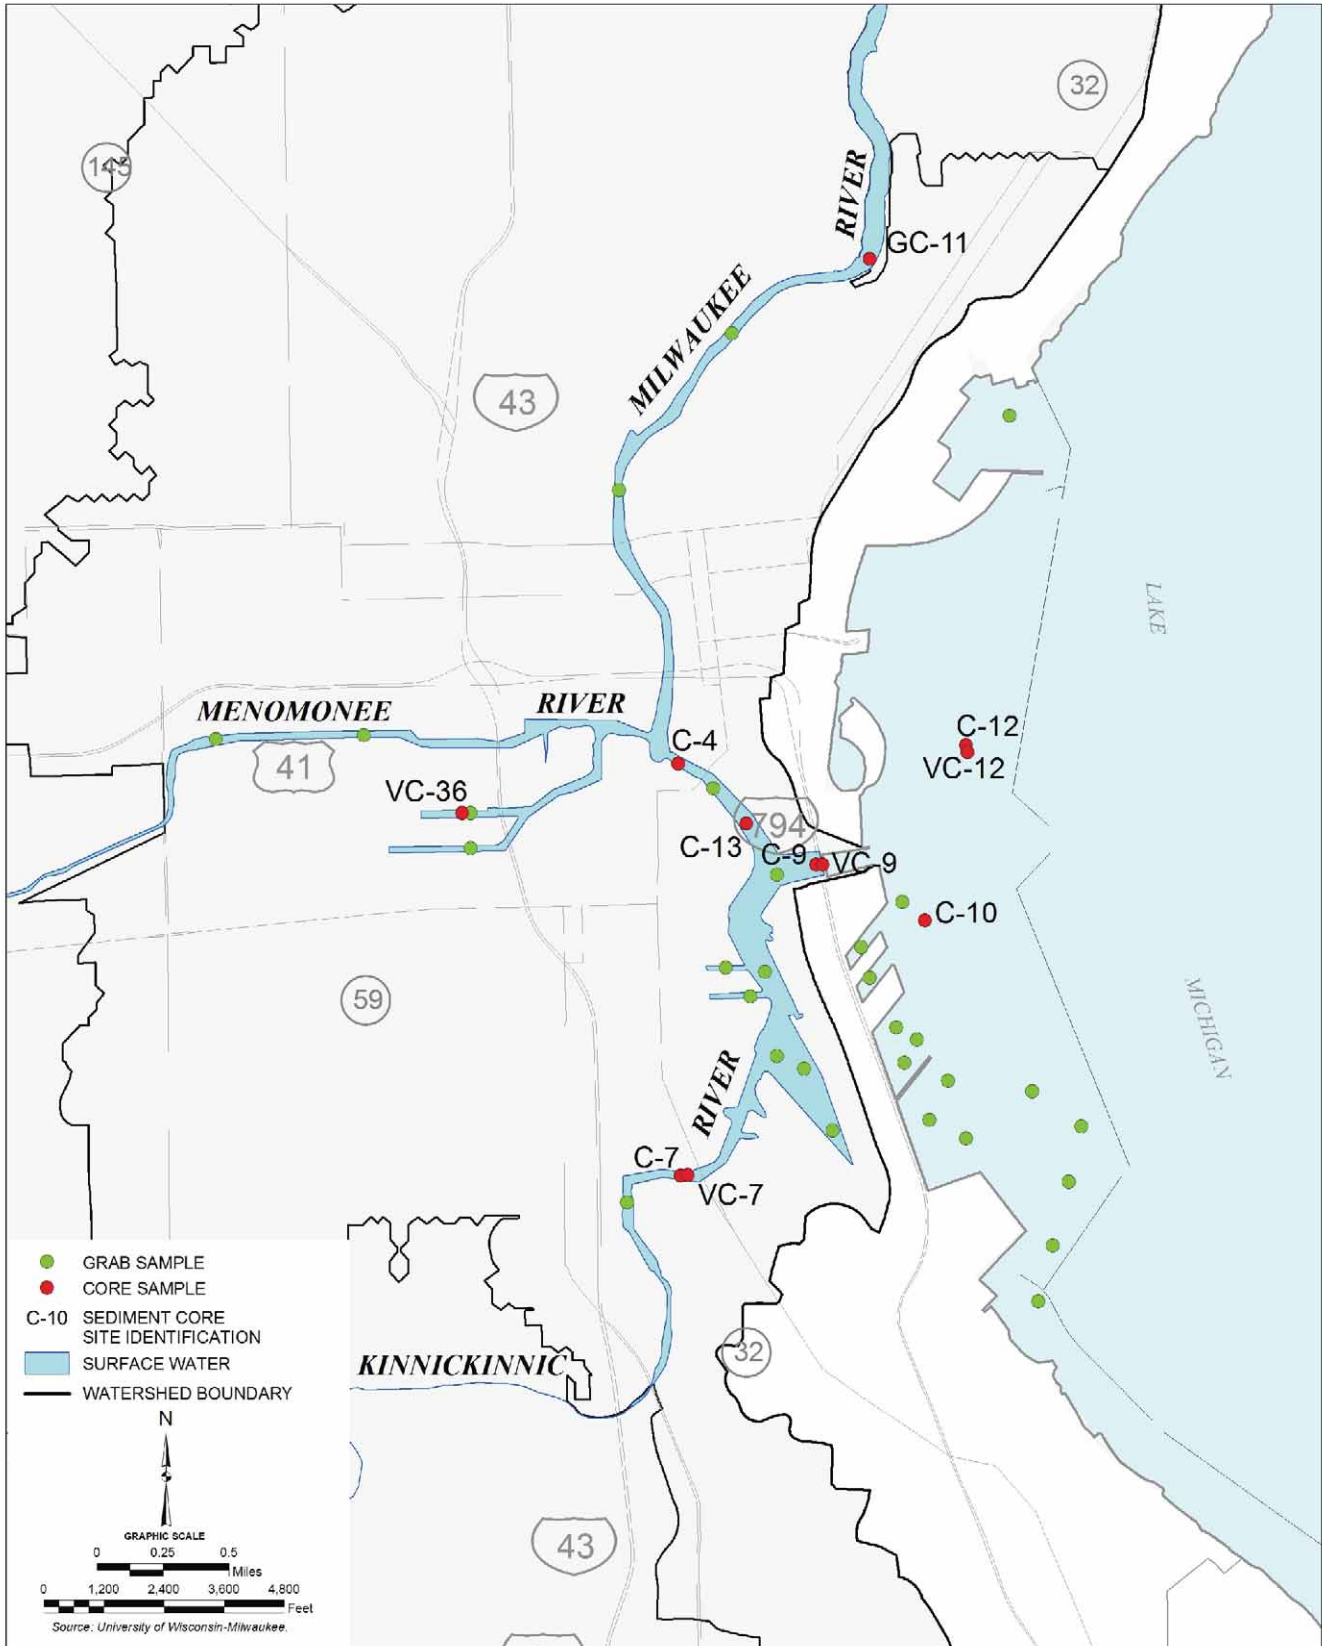 32
145
RIVER
GC-11
MILWAUKEE
43
LAKE
MENOMONEE
RIVER
C-12
C-4
VC-12
41
VC-36
794
C-13
C-9
VC-9
C-10
59
MICHIGAN
RIVER
C-7
VC-7
GRAB SAMPLE
CORE SAMPLE
C-10 SEDIMENT CORE
SITE IDENTIFICATION
SURFACE WATER
WATERSHED BOUNDARY
32
KINNICKINNIC
N
GRAPHIC SCALE
0 0.25 0.5
Miles
0 1,200 2,400 3,600 4,800
Feet
43
Source: University of Wisconsin-Milwaukee.